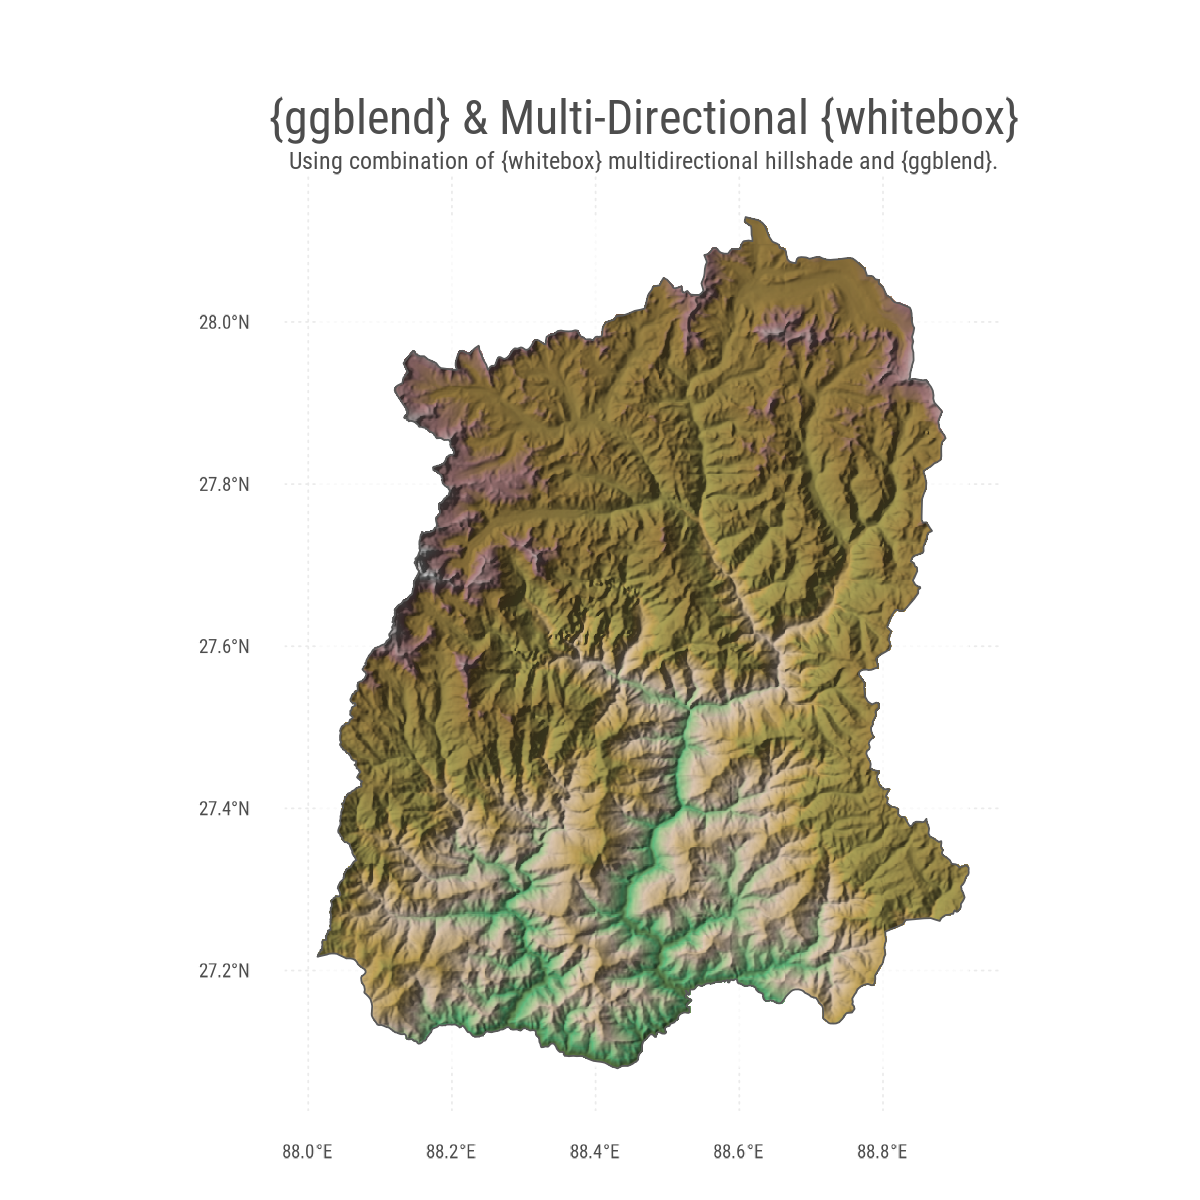 {ggblend} & Multi-Directional {whitebox}
Using combination of {whitebox} multidirectional hillshade and {ggblend}.
28.0°N
27.8°N
27.6°N
27.4°N
27.2°N
88.0°E 88.2°E 88.4°E 88.6°E 88.8°E